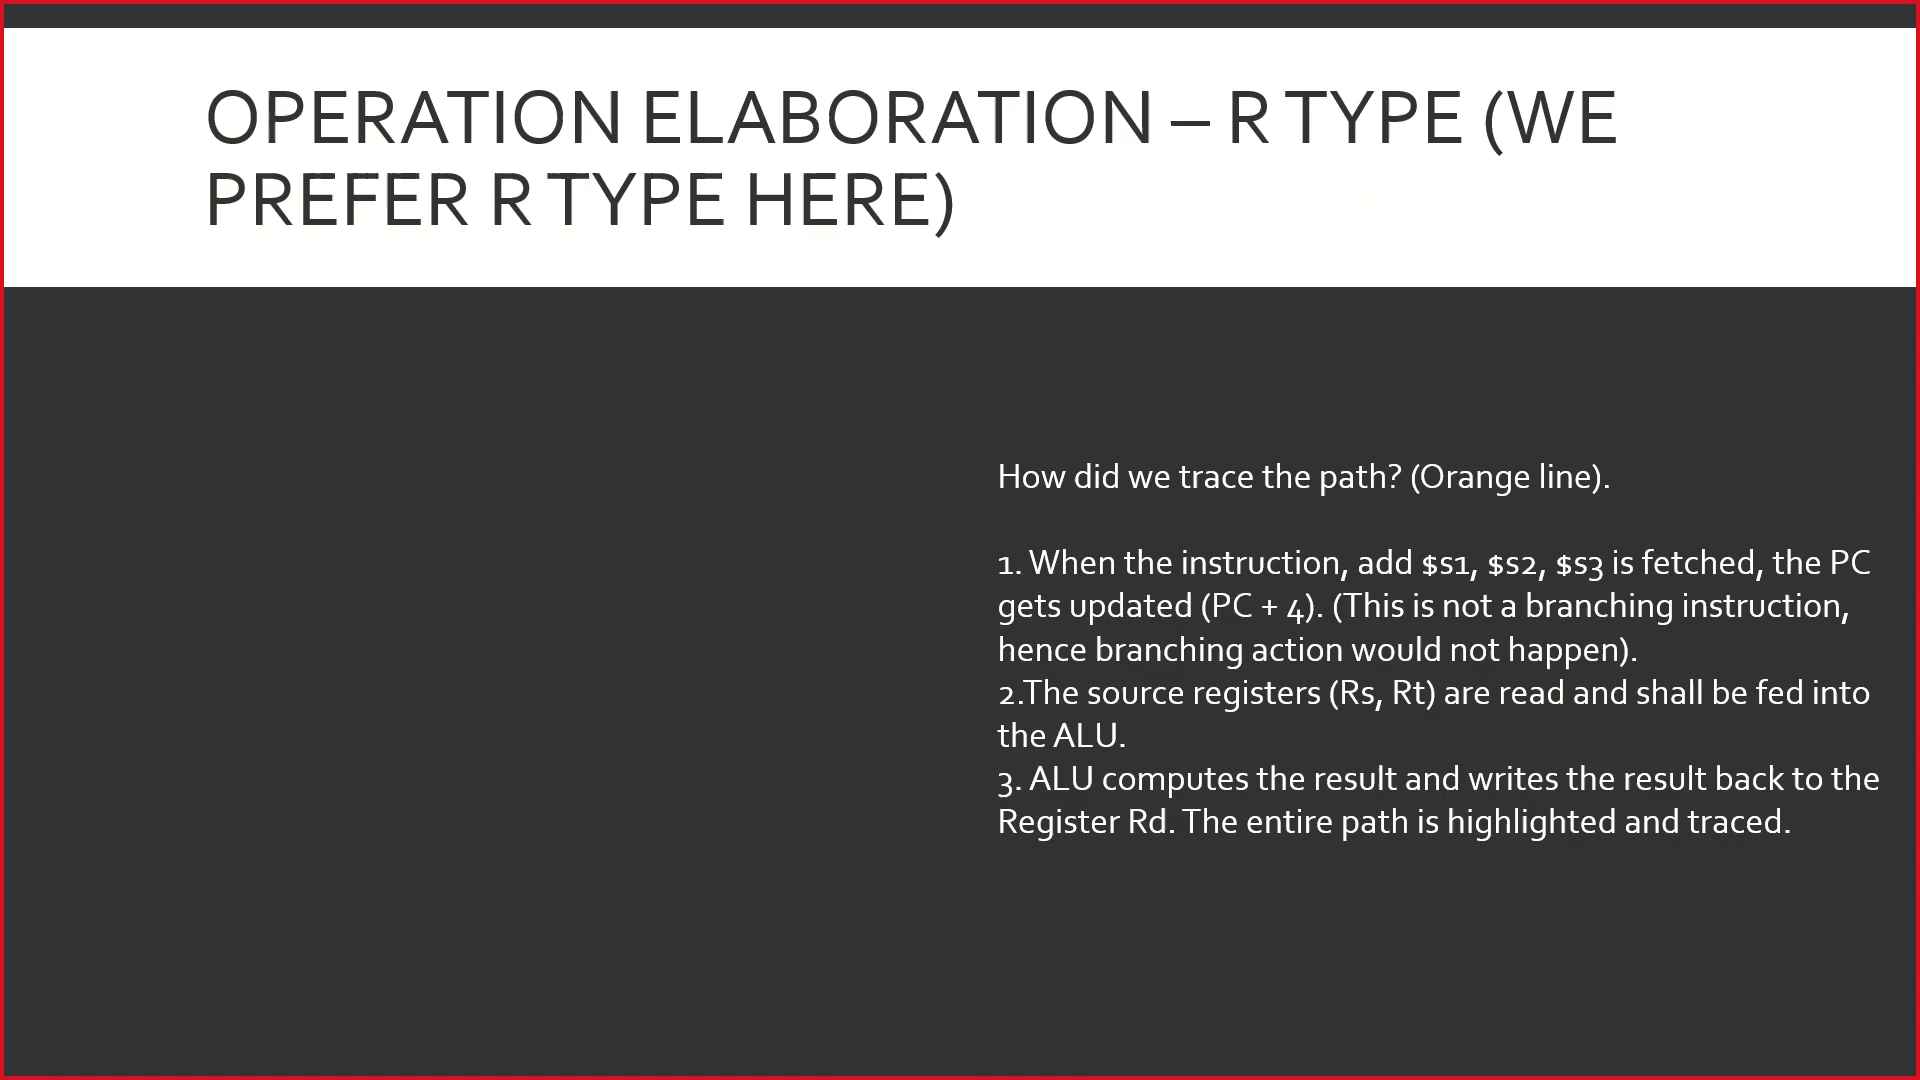 OPERATION ELABORATION – R TYPE (WE
PREFER R TYPE HERE)
How did we trace the path? (Orange line).
1. When the instruction, add $s1, $s2, $s3 is fetched, the PC
gets updated (PC + 4). (This is not a branching instruction,
hence branching action would not happen).
2.The source registers (Rs, Rt) are read and shall be fed into
the ALU.
3. ALU computes the result and writes the result back to the
Register Rd. The entire path is highlighted and traced.